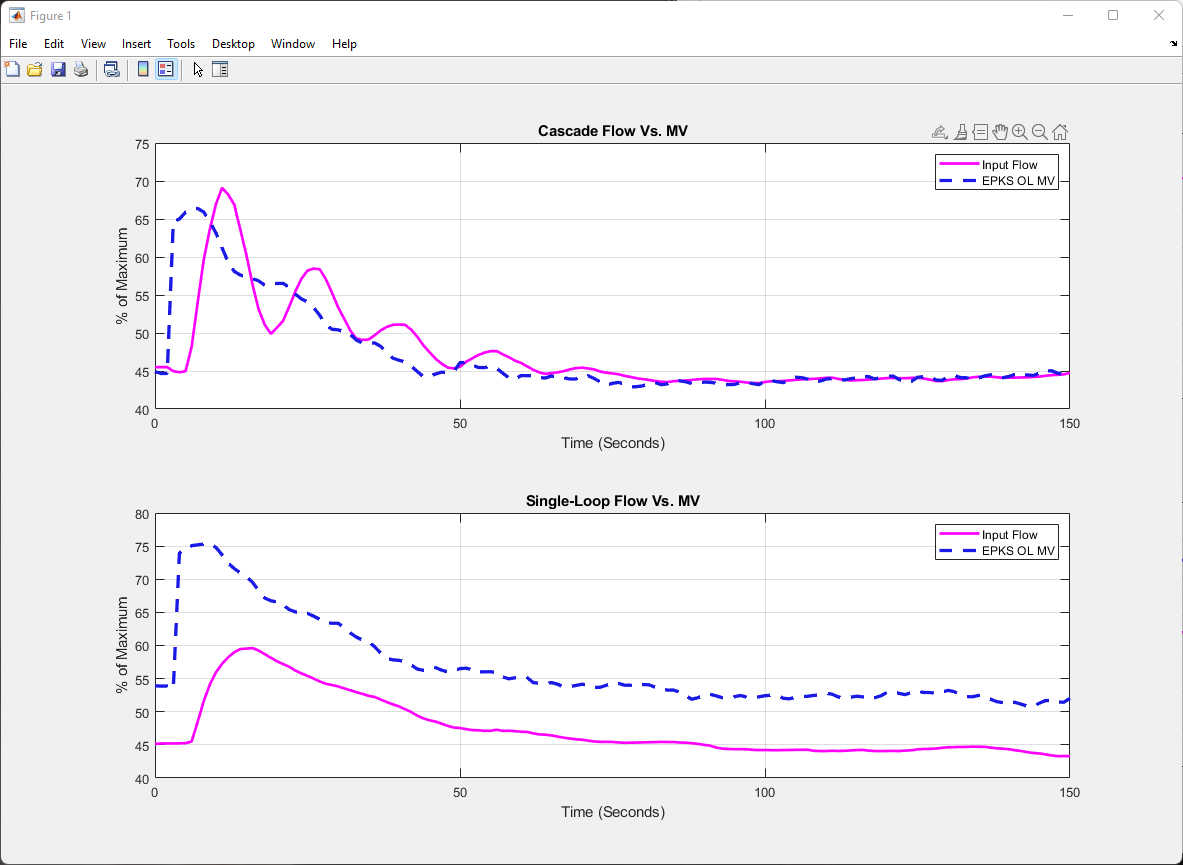 Figure 1
File Edit View Insert Tools Desktop Window Help
Cascade Flow Vs. MV
Input Flow
EPKS OL MV
75
70
65
60
55
50
45
40
% of Maximum
0 50 100 150
Time (Seconds)
Single-Loop Flow Vs. MV
Input Flow
EPKS OL MV
80
75
70
65
60
55
50
45
40
% of Maximum
0 50 100 150
Time (Seconds)